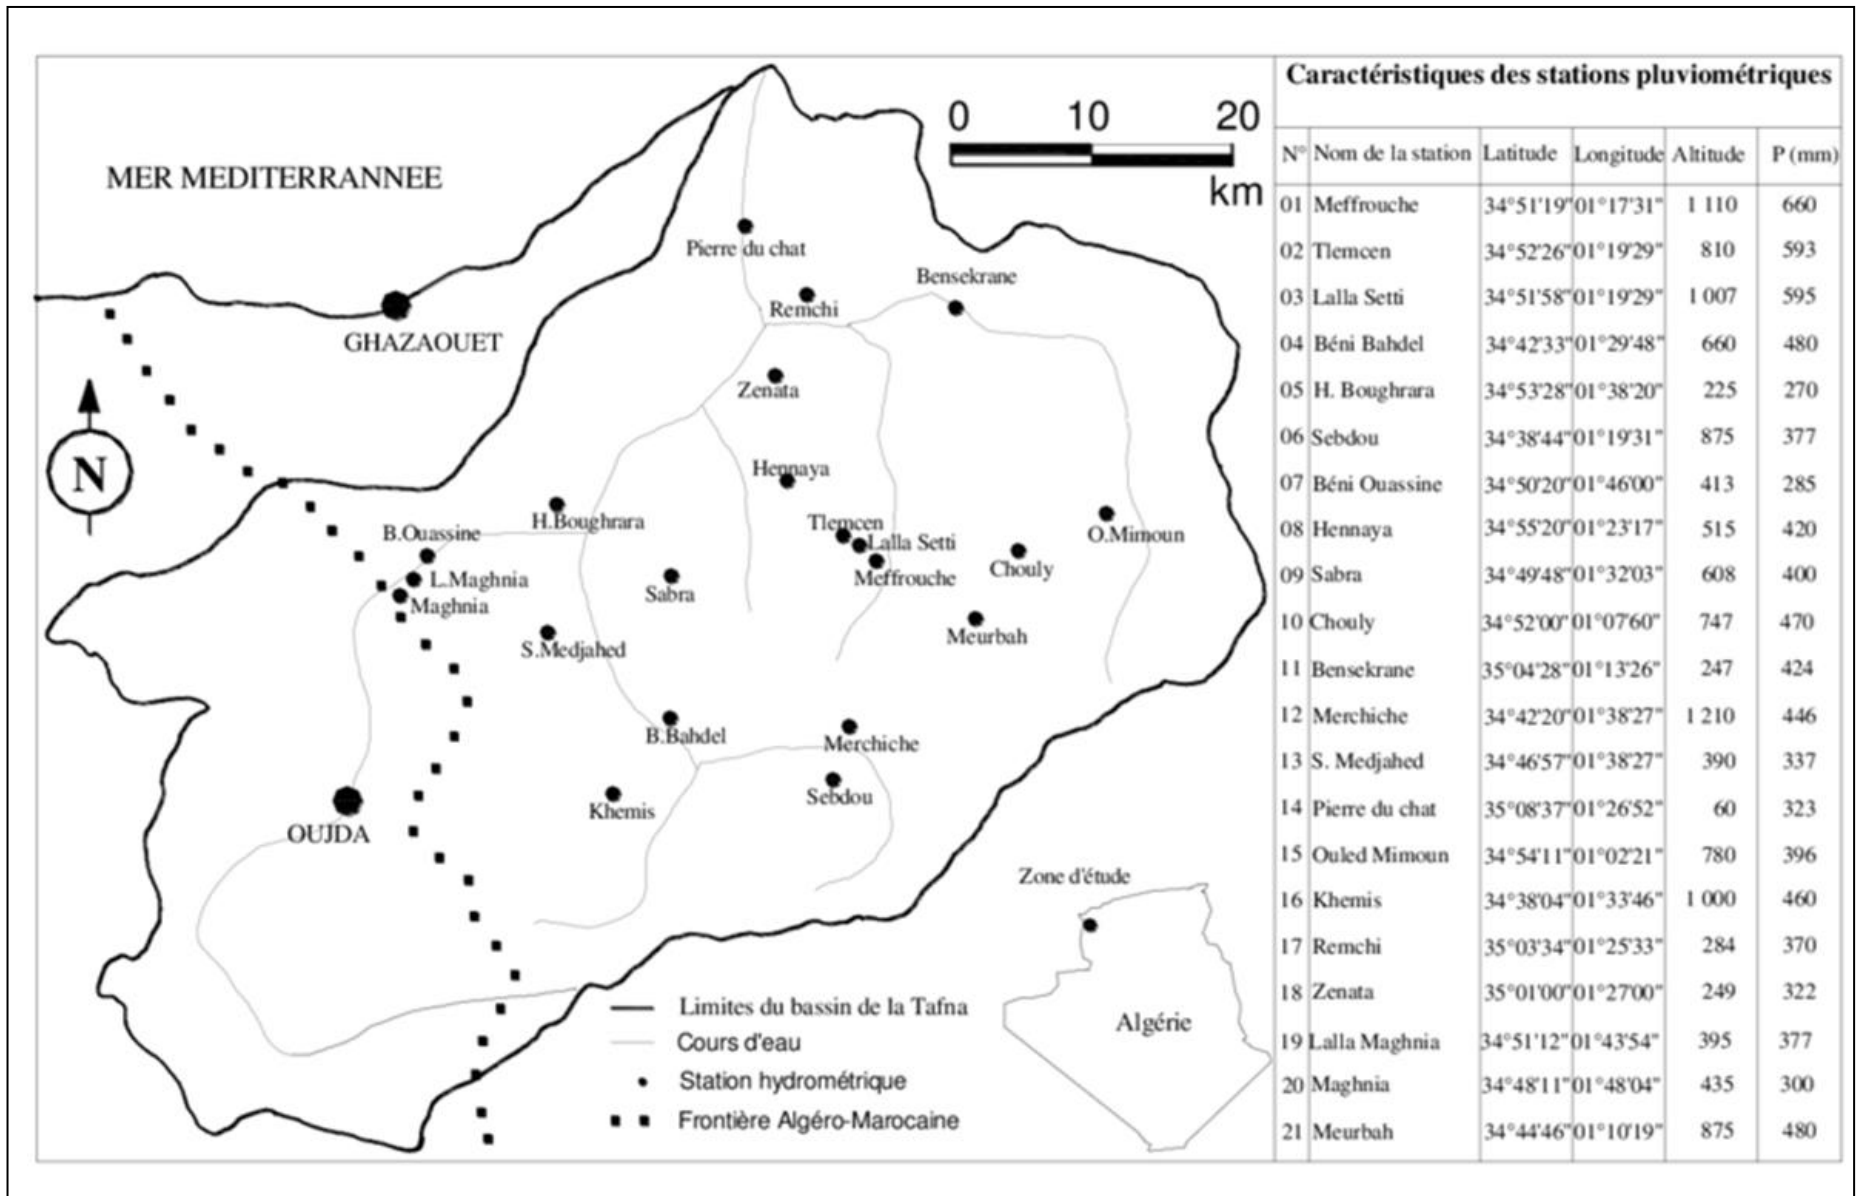 MER MEDITERRANNEE
0 10 20
km
Pierre du chat
Bensekrane
Remchi
GHAZAOUET
Zenata
N
Hennaya
H.Boughrara
Tlemcen
B.Ouassine
O.Mimoun
Lalla Setti
Chouly
L.Maghnia
Meffrouche
Sabra
Maghnia
Meurbah
S.Medjahed
B.Bahdel
Merchiche
Sebdou
Khemis
OUJDA
Zone d'étude
Algérie
Limites du bassin de la Tafna
Cours d'eau
Station hydrométrique
Frontière Algéro-Marocaine
Caractéristiques des stations pluviométriques
N° Nom de la station Latitude Longitude Altitude P (mm)
01 Meffrouche 34°51'19" 01°17'31" 1 110 660
02 Tlemcen 34°52'26" 01°19'29" 810 593
03 Lalla Setti 34°51'58" 01°19'29" 1 007 595
04 Béni Bahdel 34°42'33" 01°29'48" 660 480
05 H. Boughrara 34°53'28" 01°38'20" 225 270
06 Sebdou 34°38'44" 01°19'31" 875 377
07 Béni Ouassine 34°50'20" 01°46'00" 413 285
08 Hennaya 34°55'20" 01°23'17" 515 420
09 Sabra 34°49'48" 01°32'03" 608 400
10 Chouly 34°52'00" 01°07'60" 747 470
11 Bensekrane 35°04'28" 01°13'26" 247 424
12 Merchiche 34°42'20" 01°38'27" 1 210 446
13 S. Medjahed 34°46'57" 01°38'27" 390 337
14 Pierre du chat 35°08'37" 01°26'52" 60 323
15 Ouled Mimoun 34°54'11" 01°02'21" 780 396
16 Khemis 34°38'04" 01°33'46" 1 000 460
17 Remchi 35°03'34" 01°25'33" 284 370
18 Zenata 35°01'00" 01°27'00" 249 322
19 Lalla Maghnia 34°51'12" 01°43'54" 395 377
20 Maghnia 34°48'11" 01°48'04" 435 300
21 Meurbah 34°44'46" 01°10'19" 875 480